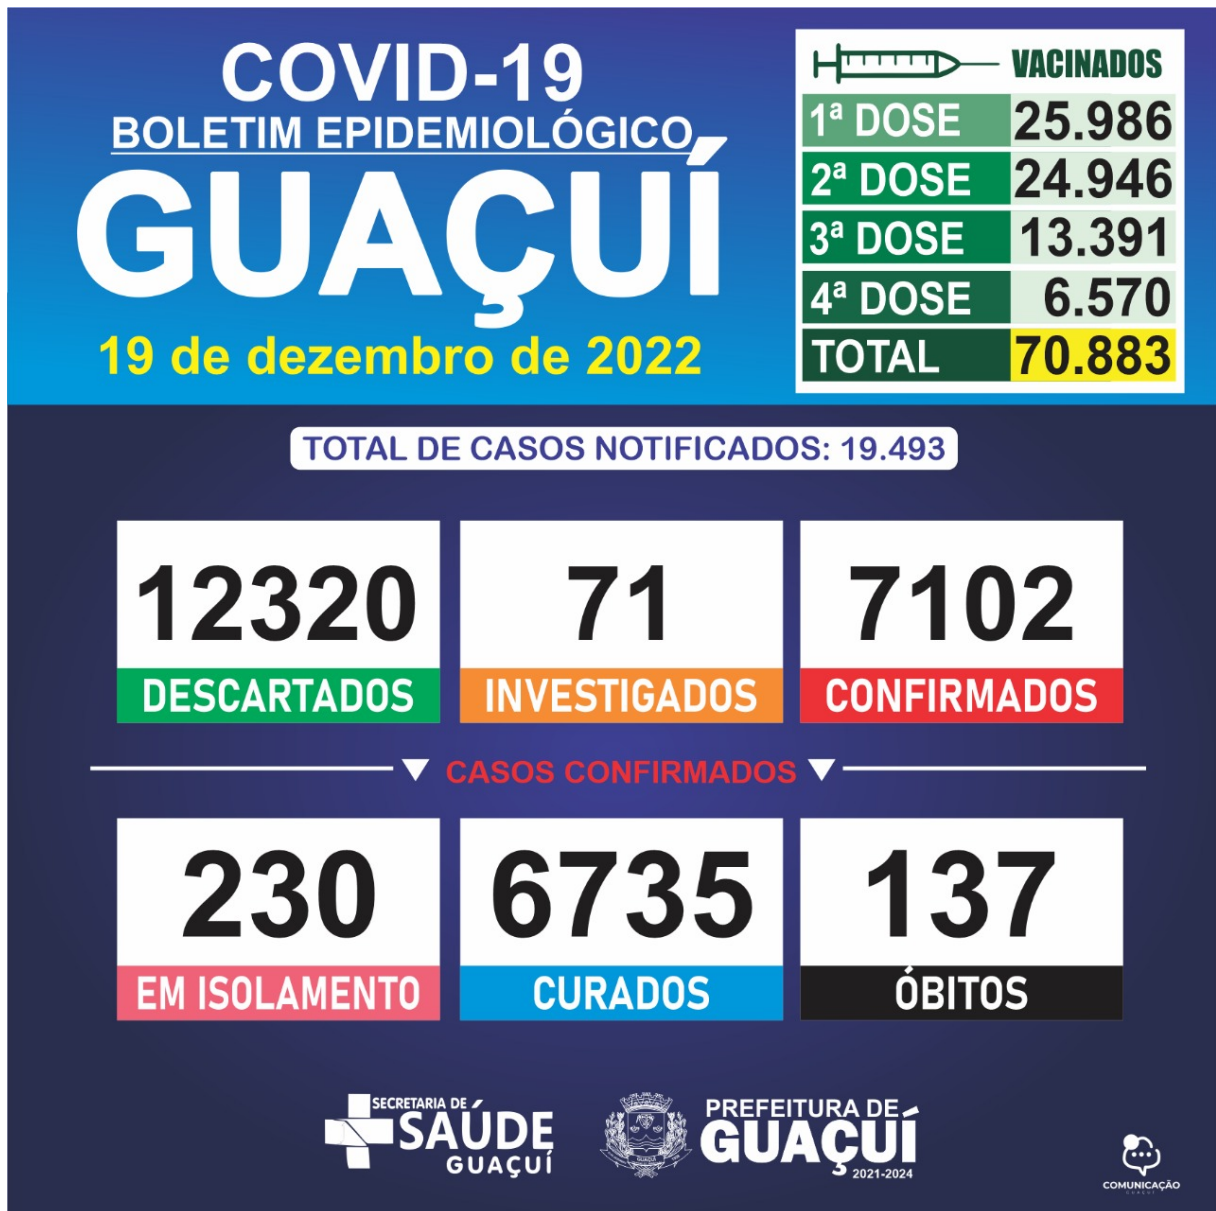 COVID-19
BOLETIM EPIDEMIOLÓGICO
GUAÇUÍ
19 de dezembro de 2022
VACINADOS
1ª DOSE 25.986
2ª DOSE 24.946
3ª DOSE 13.391
4ª DOSE 6.570
TOTAL 70.883
TOTAL DE CASOS NOTIFICADOS: 19.493
12320 71 7102
DESCARTADOS INVESTIGADOS CONFIRMADOS
CASOS CONFIRMADOS
230 6735 137
EM ISOLAMENTO CURADOS ÓBITOS
SECRETARIA DE
SAÚDE
GUAÇUÍ
PREFEITURA DE
GUAÇUÍ
2021-2024
COMUNICAÇÃO
GUAÇUÍ